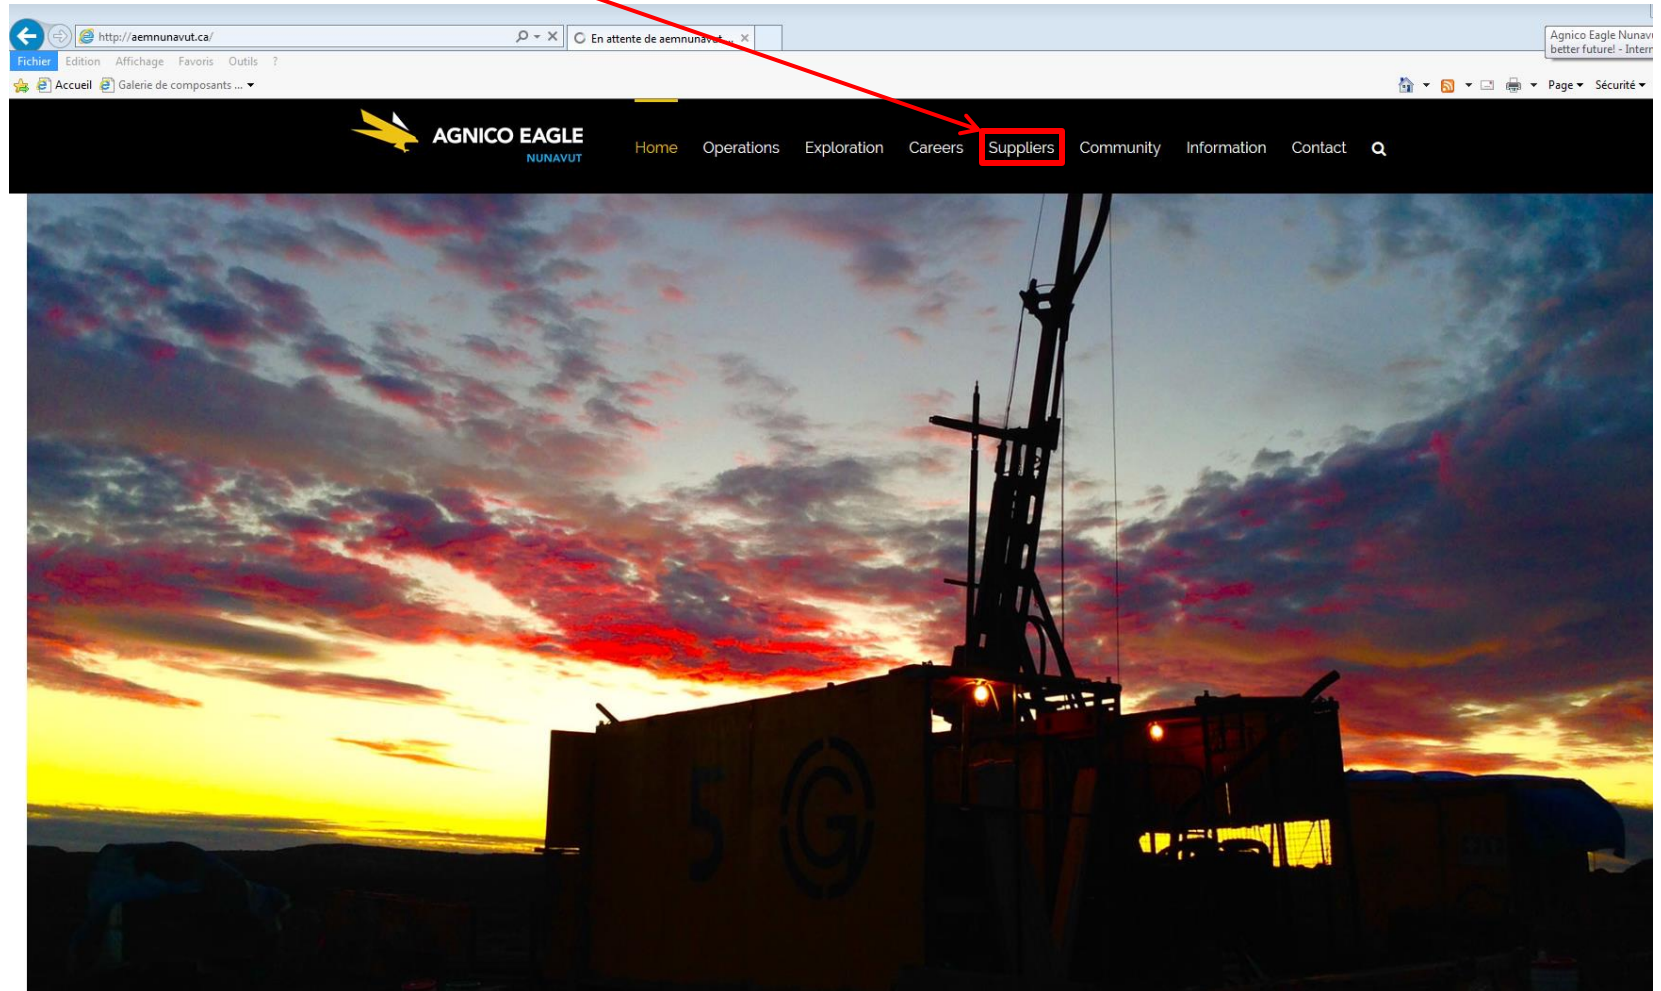 http://aemnunavut.ca/
En attente de aemnunavut ...
Agnico Eagle Nunavu
better future! - Intern
Fichier Edition Affichage Favoris Outils ?
Accueil Galerie de composants ...
Page Sécurité
AGNICO EAGLE
NUNAVUT
Home Operations Exploration Careers Suppliers Community Information Contact
5 G